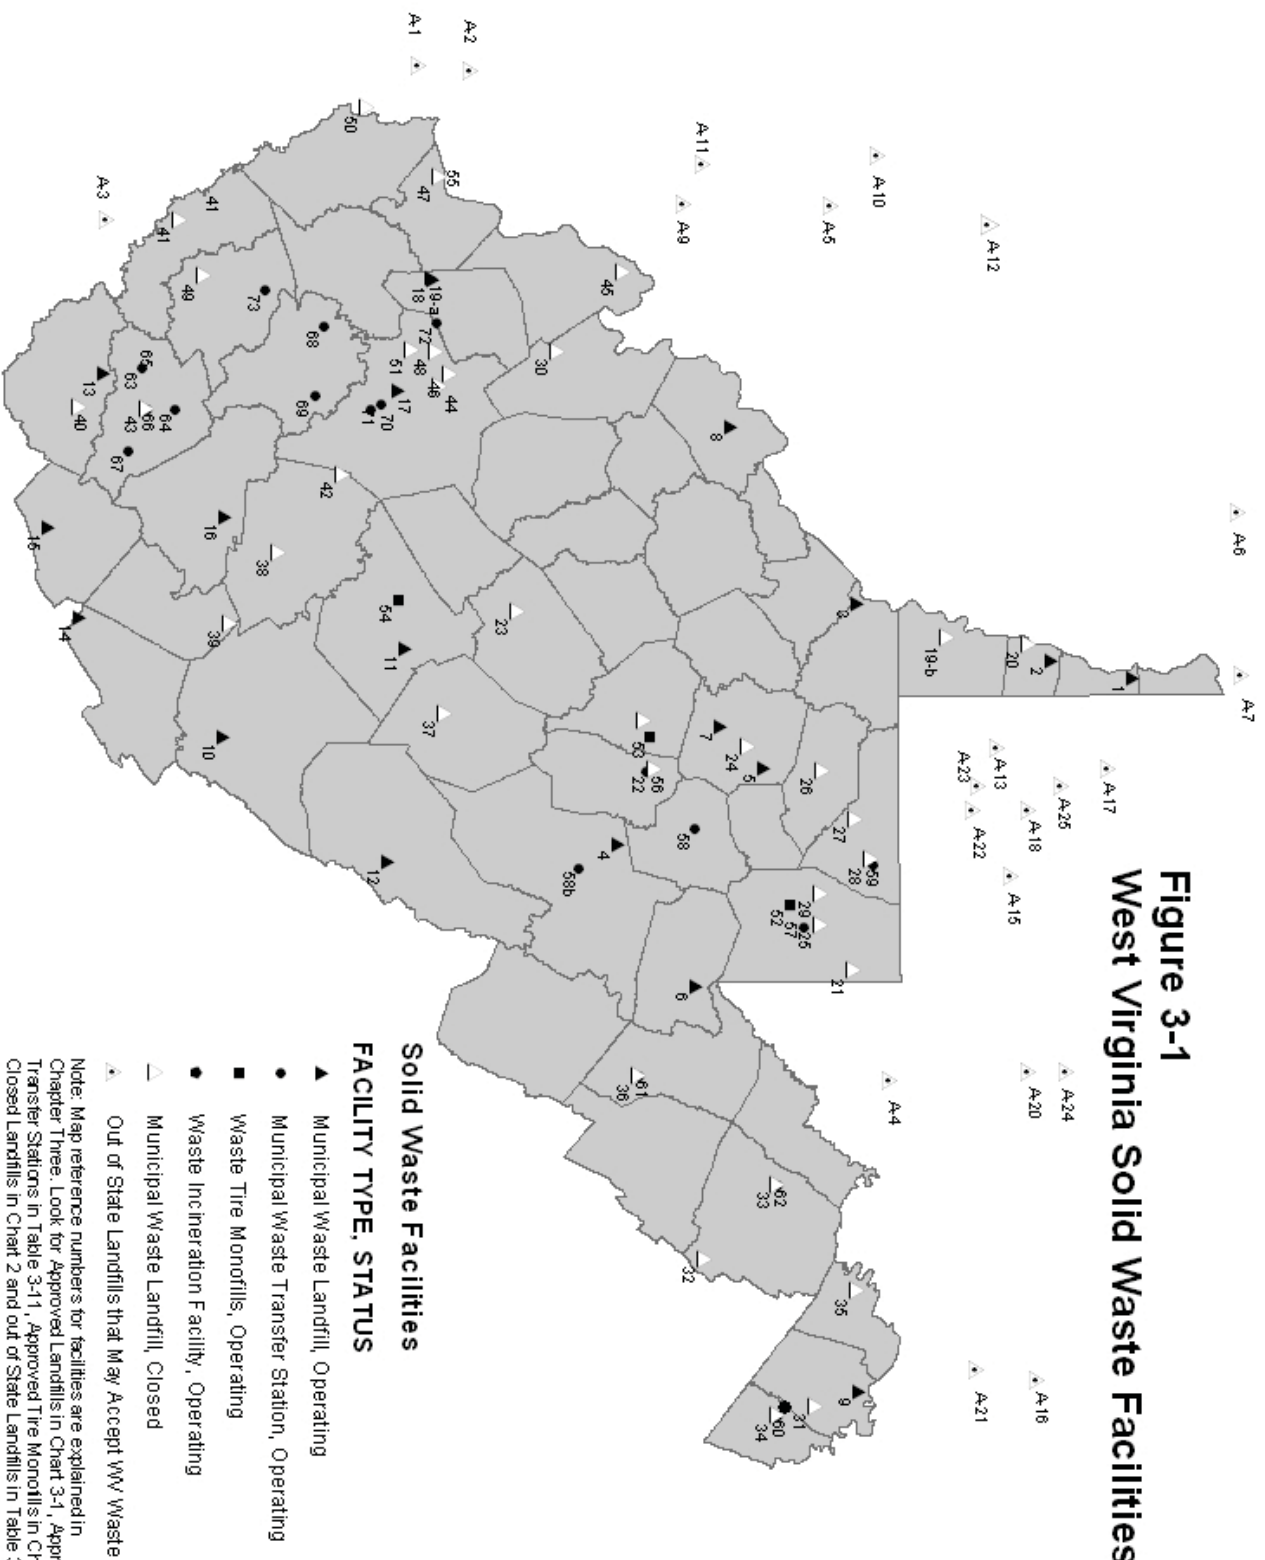 Figure 3-1
West Virginia Solid Waste Facilities
A-1
A-2
A-3
A-11
A-9
A-10
A-5
A-12
A-6
A-7
A-13
A-23
A-17
A-25
A-18
A-22
A-15
A-4
A-20
A-24
A-21
A-16
50
55
47
41
41
49
73
45
19-a
18
72
48
51
46
44
17
70
71
30
68
69
65
63
13
40
66
43
64
67
8
42
16
38
15
14
39
54
11
23
3
19-b
20
2
1
10
37
53
56
22
7
24
5
26
27
28
59
58
4
58b
12
29
52
57
25
21
6
61
36
62
33
32
35
9
31
60
34
Solid Waste Facilities
FACILITY TYPE, STATUS
Municipal Waste Landfill, Operating
Municipal Waste Transfer Station, Operating
Waste Tire Monofills, Operating
Waste Incineration Facility, Operating
Municipal Waste Landfill, Closed
Out of State Landfills that May Accept WV Waste
Note: Map reference numbers for facilities are explained in
Chapter Three. Look for Approved Landfills in Chart 3-1, Appr
Transfer Stations in Table 3-11, Approved Tire Monofills in Ch
Closed Landfills in Chart 2 and out of State Landfills in Table